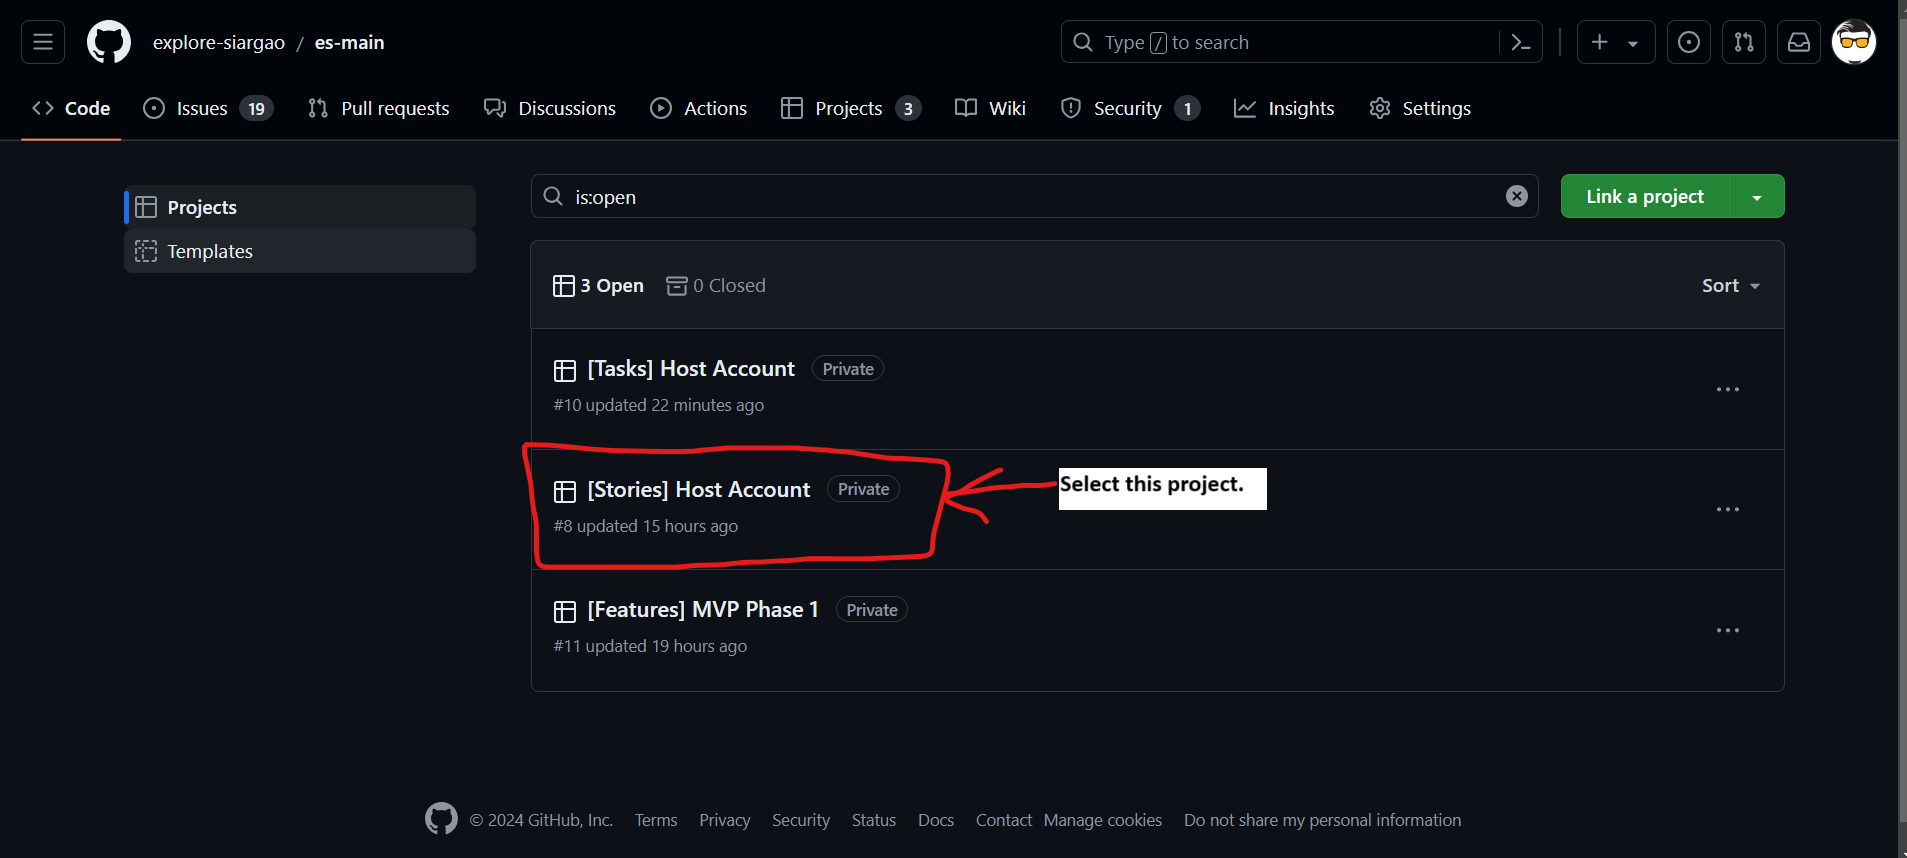 explore-siargao / es-main
Type / to search
Code
Issues 19
Pull requests
Discussions
Actions
Projects 3
Wiki
Security 1
Insights
Settings
Projects
Templates
is:open
Link a project
3 Open
0 Closed
Sort
[Tasks] Host Account Private
#10 updated 22 minutes ago
[Stories] Host Account Private
#8 updated 15 hours ago
Select this project.
[Features] MVP Phase 1 Private
#11 updated 19 hours ago
© 2024 GitHub, Inc. Terms Privacy Security Status Docs Contact Manage cookies Do not share my personal information